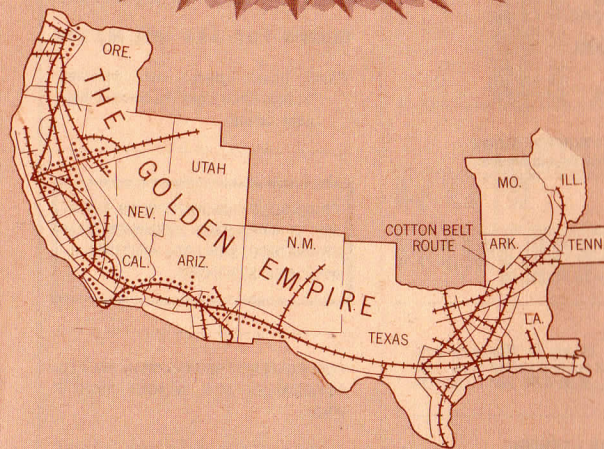 ORE.
THE
GOLDEN EMPIRE
UTAH
NEV.
CAL.
ARIZ.
N.M.
TEXAS
COTTON BELT
ROUTE
MO.
ILL.
ARK.
TENN
LA.